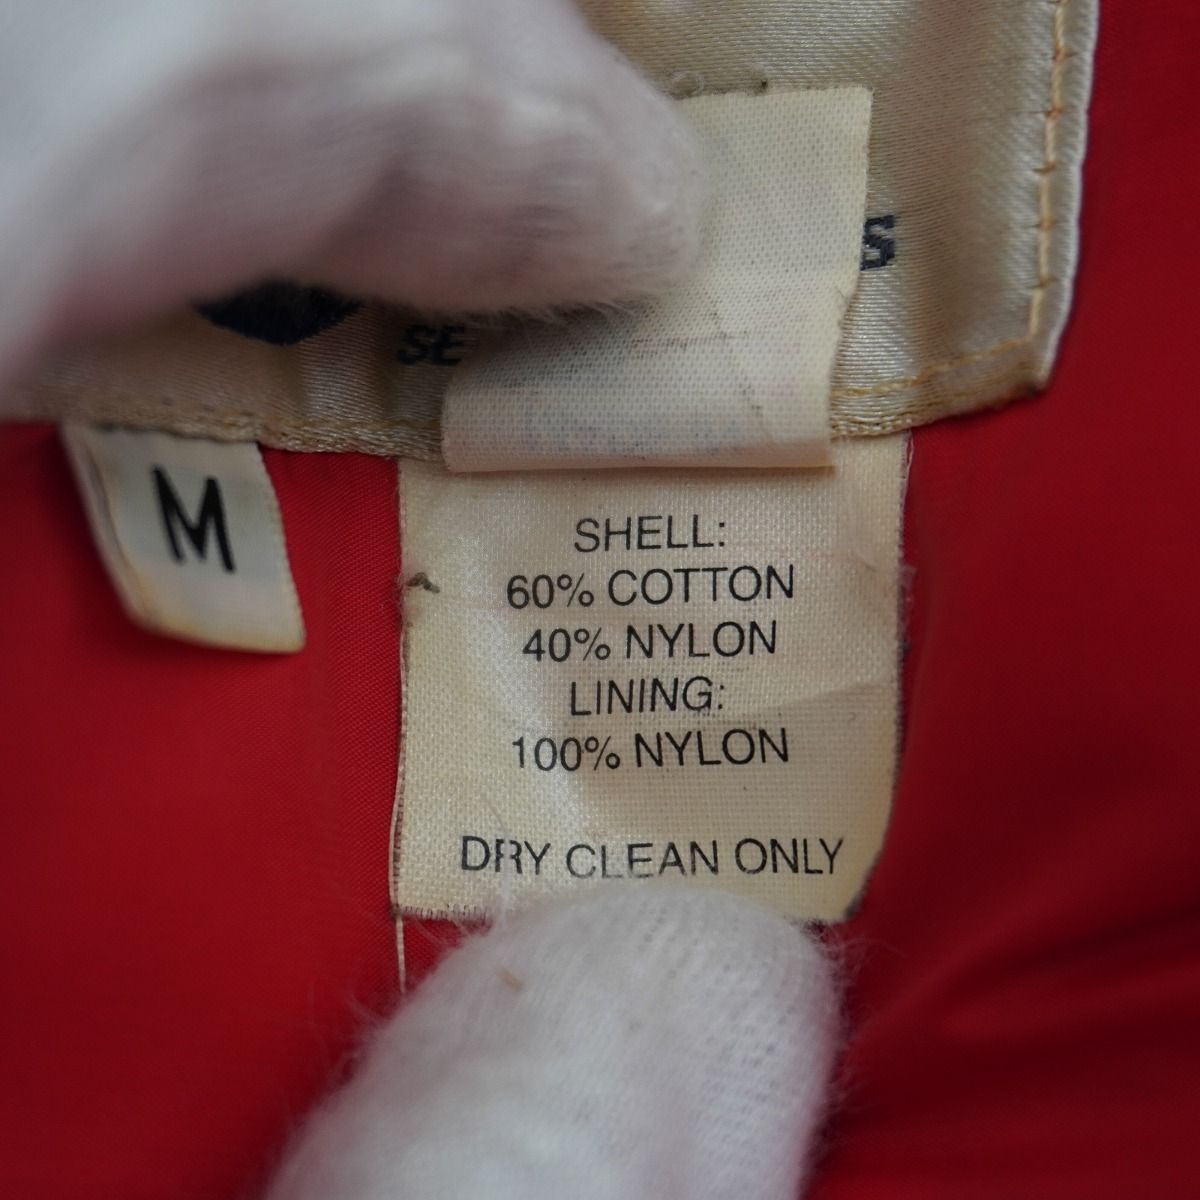 M
SHELL:
60% COTTON
40% NYLON
LINING:
100% NYLON
DRY CLEAN ONLY